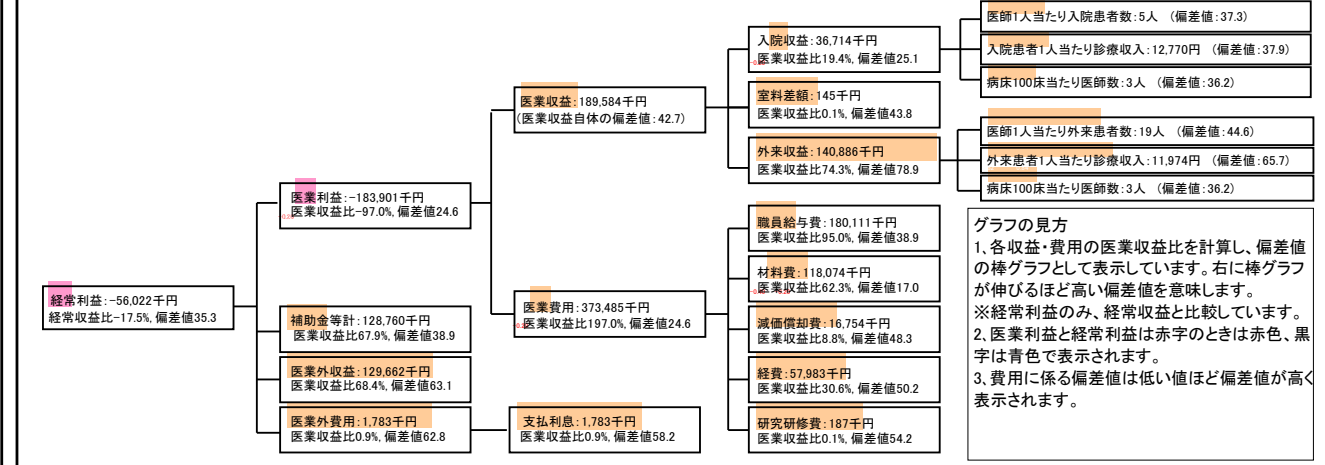 経常利益:-56,022千円
経常収益比-17.5%, 偏差値35.3
医業利益:-183,901千円
医業収益比-97.0%, 偏差値24.6
補助金等計:128,760千円
医業収益比67.9%, 偏差値38.9
医業外収益:129,662千円
医業収益比68.4%, 偏差値63.1
医業外費用:1,783千円
医業収益比0.9%, 偏差値62.8
医業収益:189,584千円
(医業収益自体の偏差値:42.7)
医業費用:373,485千円
医業収益比197.0%, 偏差値24.6
支払利息:1,783千円
医業収益比0.9%, 偏差値58.2
入院収益:36,714千円
医業収益比19.4%, 偏差値25.1
室料差額:145千円
医業収益比0.1%, 偏差値43.8
外来収益:140,886千円
医業収益比74.3%, 偏差値78.9
職員給与費:180,111千円
医業収益比95.0%, 偏差値38.9
材料費:118,074千円
医業収益比62.3%, 偏差値17.0
減価償却費:16,754千円
医業収益比8.8%, 偏差値48.3
経費:57,983千円
医業収益比30.6%, 偏差値50.2
研究研修費:187千円
医業収益比0.1%, 偏差値54.2
医師1人当たり入院患者数:5人 (偏差値:37.3)
入院患者1人当たり診療収入:12,770円 (偏差値:37.9)
病床100床当たり医師数:3人 (偏差値:36.2)
医師1人当たり外来患者数:19人 (偏差値:44.6)
外来患者1人当たり診療収入:11,974円 (偏差値:65.7)
病床100床当たり医師数:3人 (偏差値:36.2)
グラフの見方
1、各収益・費用の医業収益比を計算し、偏差値
の棒グラフとして表示しています。右に棒グラフ
が伸びるほど高い偏差値を意味します。
※経常利益のみ、経常収益と比較しています。
2、医業利益と経常利益は赤字のときは赤色、黒
字は青色で表示されます。
3、費用に係る偏差値は低い値ほど偏差値が高く
表示されます。